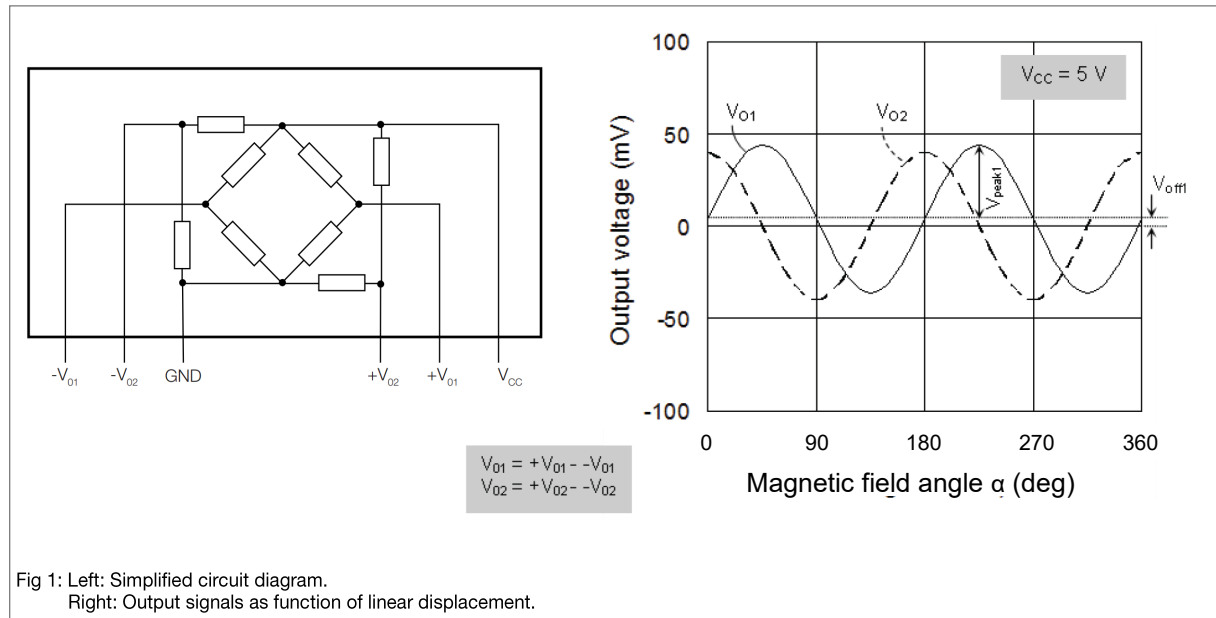 -V01
-V02
GND
+V02
+V01
VCC
V01 = +V01 - -V01
V02 = +V02 - -V02
Output voltage (mV)
100
50
0
-50
-100
VCC = 5 V
VO1
VO2
Vpeak1
Voff1
0 90 180 270 360
Magnetic field angle α (deg)
Fig 1: Left: Simplified circuit diagram.
Right: Output signals as function of linear displacement.